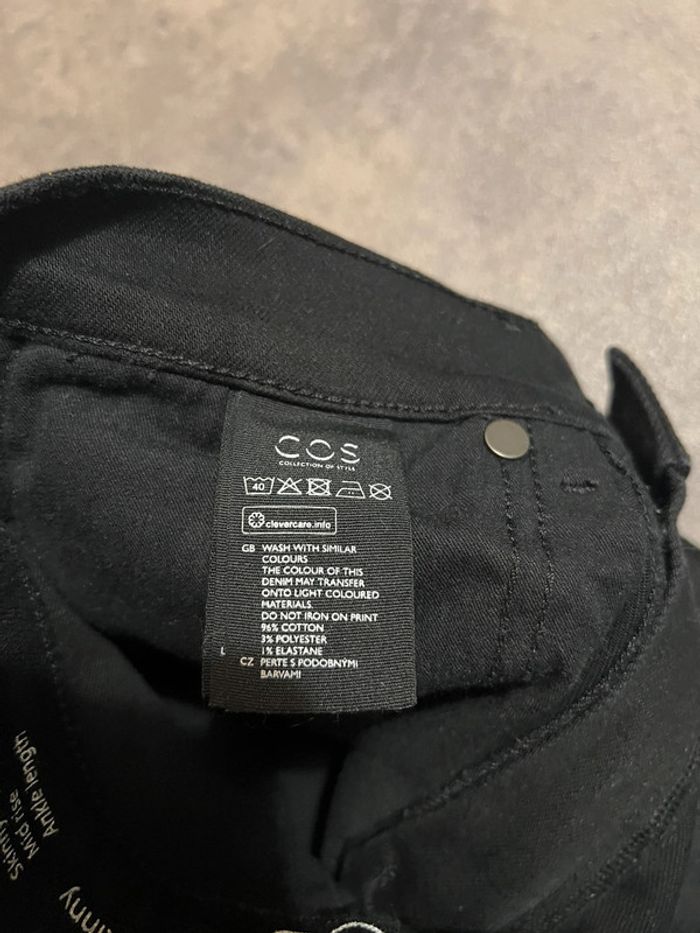 COS
COLLECTION OF STYLE
40
clevercare.info
GB WASH WITH SIMILAR
COLOURS
THE COLOUR OF THIS
DENIM MAY TRANSFER
ONTO LIGHT COLOURED
MATERIALS.
DO NOT IRON ON PRINT
96% COTTON
3% POLYESTER
L 1% ELASTANE
CZ PERTE S PODOBNÝMI
BARVAMI
Skinny
Mid rise
Ankle length